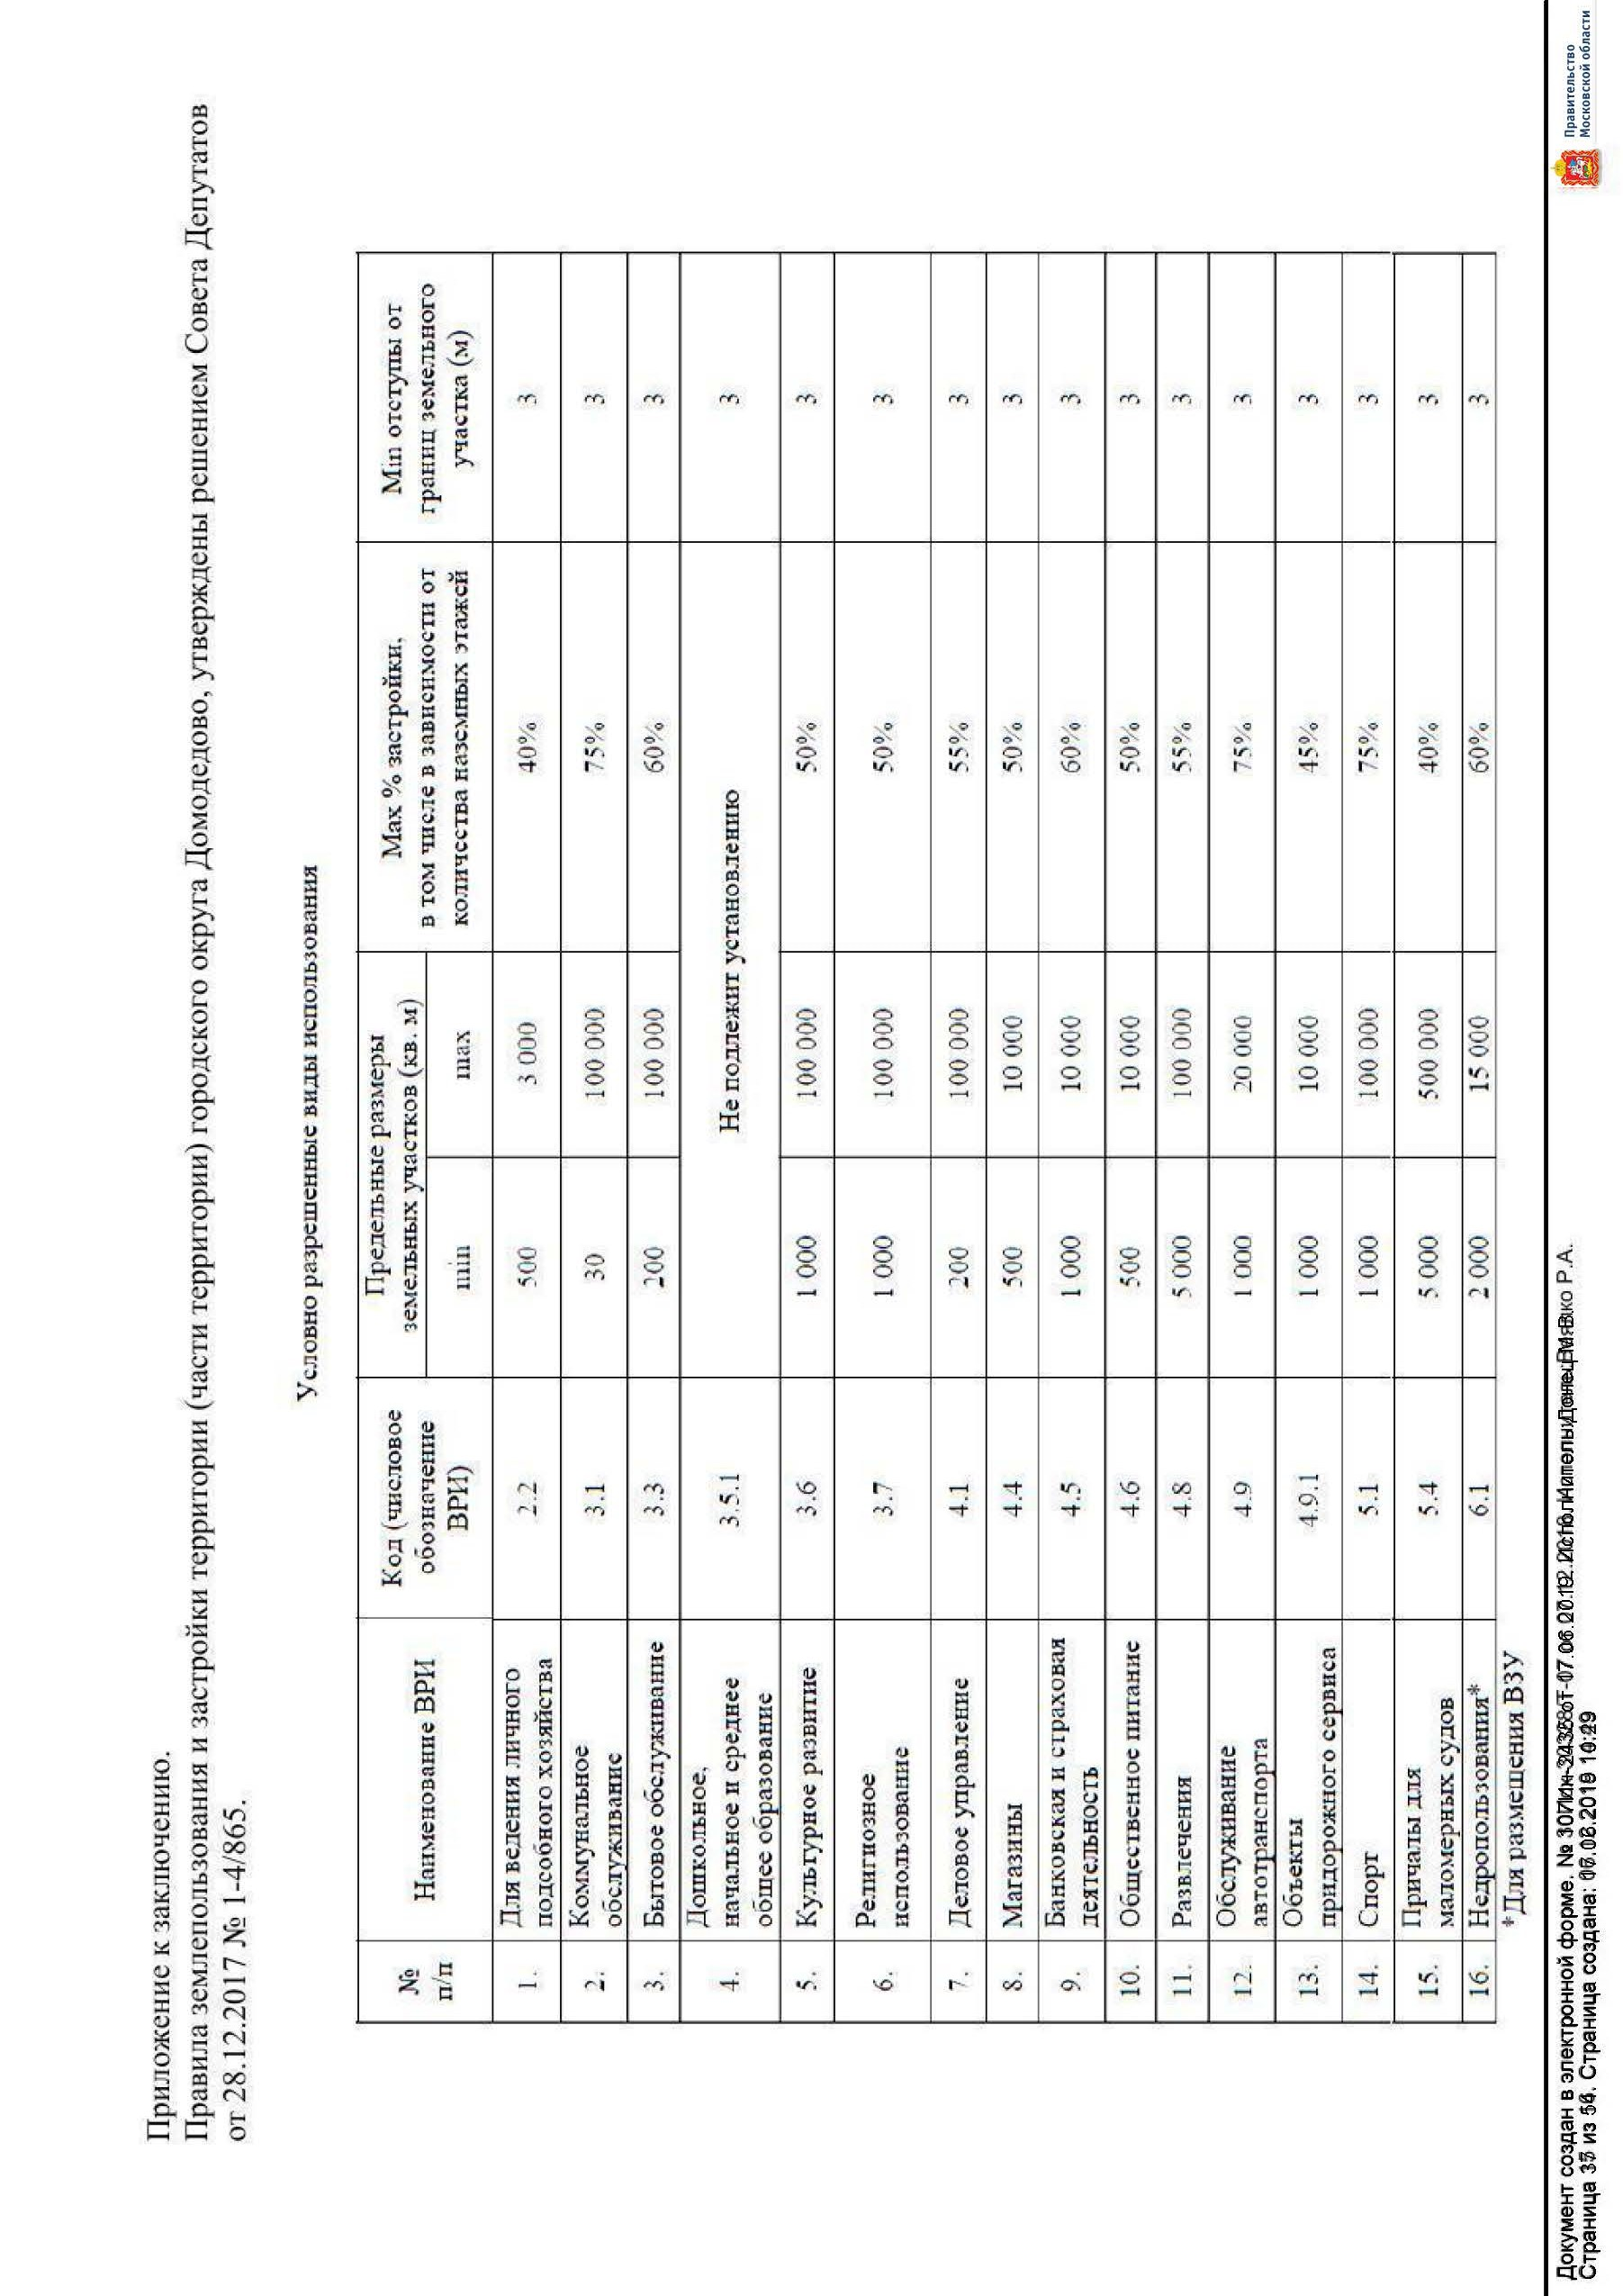 Приложение к заключению.
Правила землепользования и застройки территории (части территории) городского округа Домодедово, утверждены решением Совета Депутатов
от 28.12.2017 № 1-4/865.
Условно разрешенные виды использования
№ п/п Наименование ВРИ Код (числовое обозначение ВРИ) Предельные размеры земельных участков (кв. м) Max % застройки, в том числе в зависимости от количества наземных этажей Min отступы от границ земельного участка (м)
min max
1. Для ведения личного подсобного хозяйства 2.2 500 3 000 40% 3
2. Коммунальное обслуживание 3.1 30 100 000 75% 3
3. Бытовое обслуживание 3.3 200 100 000 60% 3
4. Дошкольное, начальное и среднее общее образование 3.5.1 Не подлежит установлению 3
5. Культурное развитие 3.6 1 000 100 000 50% 3
6. Религиозное использование 3.7 1 000 100 000 50% 3
7. Деловое управление 4.1 200 100 000 55% 3
8. Магазины 4.4 500 10 000 50% 3
9. Банковская и страховая деятельность 4.5 1 000 10 000 60% 3
10. Общественное питание 4.6 500 10 000 50% 3
11. Развлечения 4.8 5 000 100 000 55% 3
12. Обслуживание автотранспорта 4.9 1 000 20 000 75% 3
13. Объекты придорожного сервиса 4.9.1 1 000 10 000 45% 3
14. Спорт 5.1 1 000 100 000 75% 3
15. Причалы для маломерных судов 5.4 5 000 500 000 40% 3
16. Недропользования* 6.1 2 000 15 000 60% 3
*Для размещения ВЗУ
Документ создан в электронной форме. №
Страница из Страница создана:
Правительство
Московской области